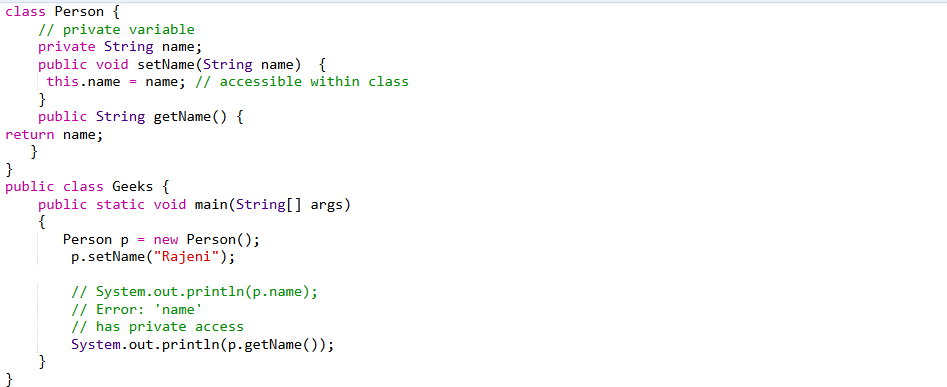 class Person {
    // private variable
    private String name;
    public void setName(String name)  {
     this.name = name; // accessible within class
    }
    public String getName() {
return name;
   }
}
public class Geeks {
    public static void main(String[] args)
    {
       Person p = new Person();
        p.setName("Rajeni");

        // System.out.println(p.name);
        // Error: 'name'
        // has private access
        System.out.println(p.getName());
    }
}